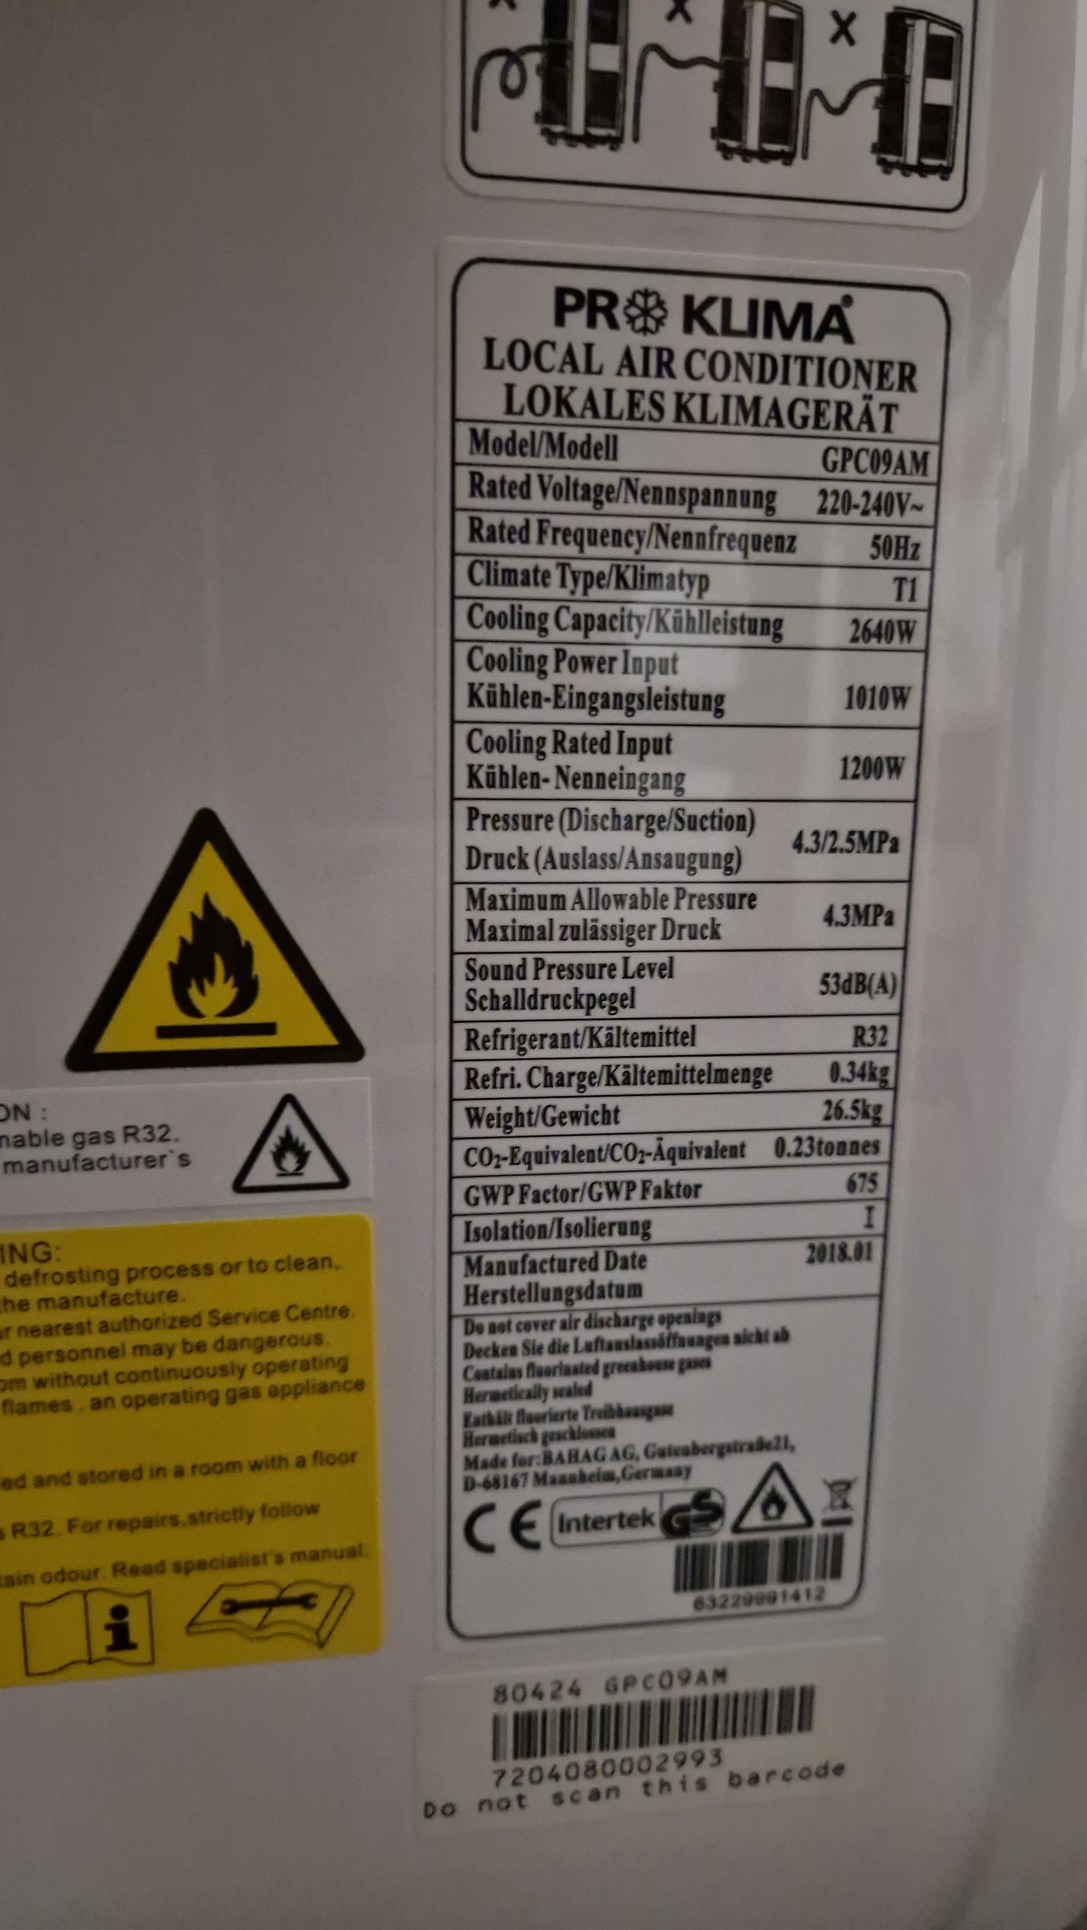 X X
PRO KLIMA
LOCAL AIR CONDITIONER
LOKALES KLIMAGERÄT
Model/Modell GPC09AM
Rated Voltage/Nennspannung 220-240V~
Rated Frequency/Nennfrequenz 50Hz
Climate Type/Klimatyp T1
Cooling Capacity/Kühlleistung 2640W
Cooling Power Input
Kühlen-Eingangsleistung 1010W
Cooling Rated Input
Kühlen- Nenneingang 1200W
Pressure (Discharge/Suction)
Druck (Auslass/Ansaugung) 4.3/2.5MPa
Maximum Allowable Pressure
Maximal zulässiger Druck 4.3MPa
Sound Pressure Level
Schalldruckpegel 53dB(A)
Refrigerant/Kältemittel R32
Refri. Charge/Kältemittelmenge 0.34kg
Weight/Gewicht 26.5kg
CO₂-Equivalent/CO₂-Äquivalent 0.23tonnes
GWP Factor/GWP Faktor 675
Isolation/Isolierung I
Manufactured Date 2018.01
Herstellungsdatum
Do not cover air discharge openings
Decken Sie die Luftauslassöffnungen nicht ab
Contains fluorinated greenhouse gases
Hermetically sealed
Enthält fluorierte Treibhausgase
Hermetisch geschlossen
Made for:BAHAG AG, Gutenbergstraße21,
D-68167 Mannheim,Germany
CE Intertek GS
63229991412
80424 GPC09AM
7204080002993
Do not scan this barcode
ON :
nable gas R32.
manufacturer`s
ING:
defrosting process or to clean,
the manufacture.
r nearest authorized Service Centre.
d personnel may be dangerous.
om without continuously operating
flames , an operating gas appliance
ed and stored in a room with a floor
s R32. For repairs,strictly follow
tain odour. Read specialist's manual.
i